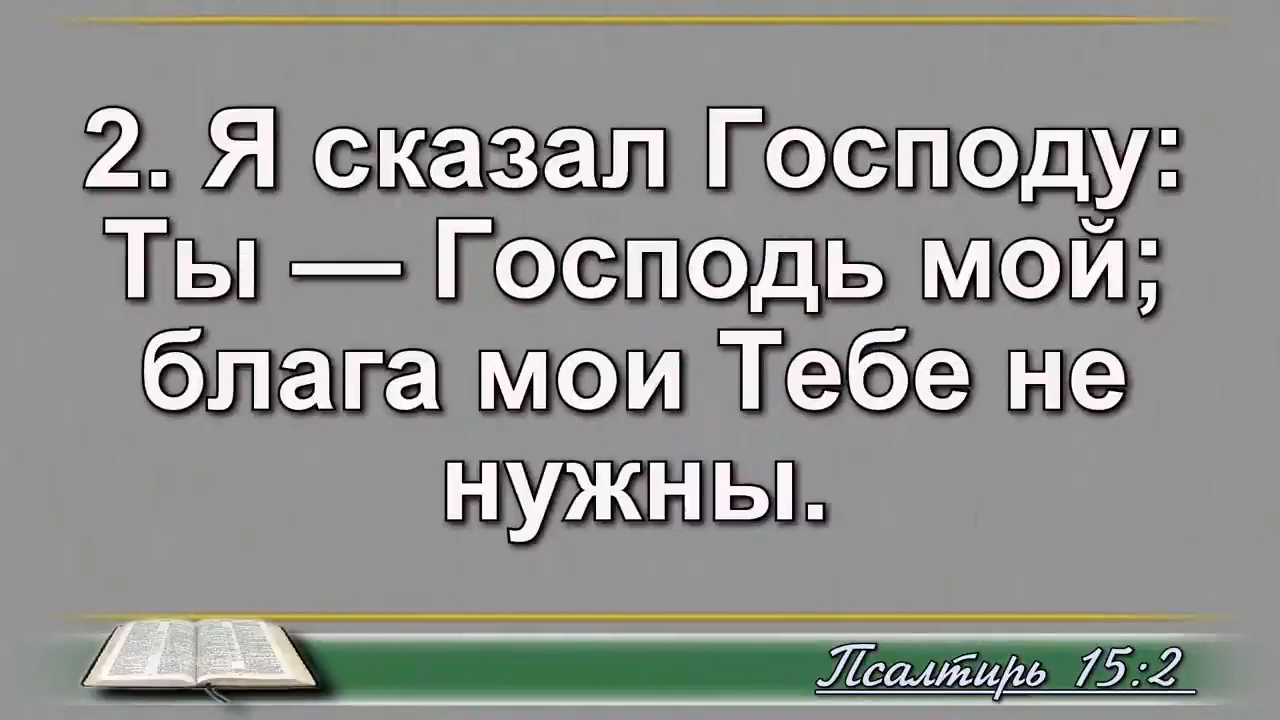 2. Я сказал Господу:
Ты — Господь мой;
блага мои Тебе не
нужны.
Псалтирь 15:2